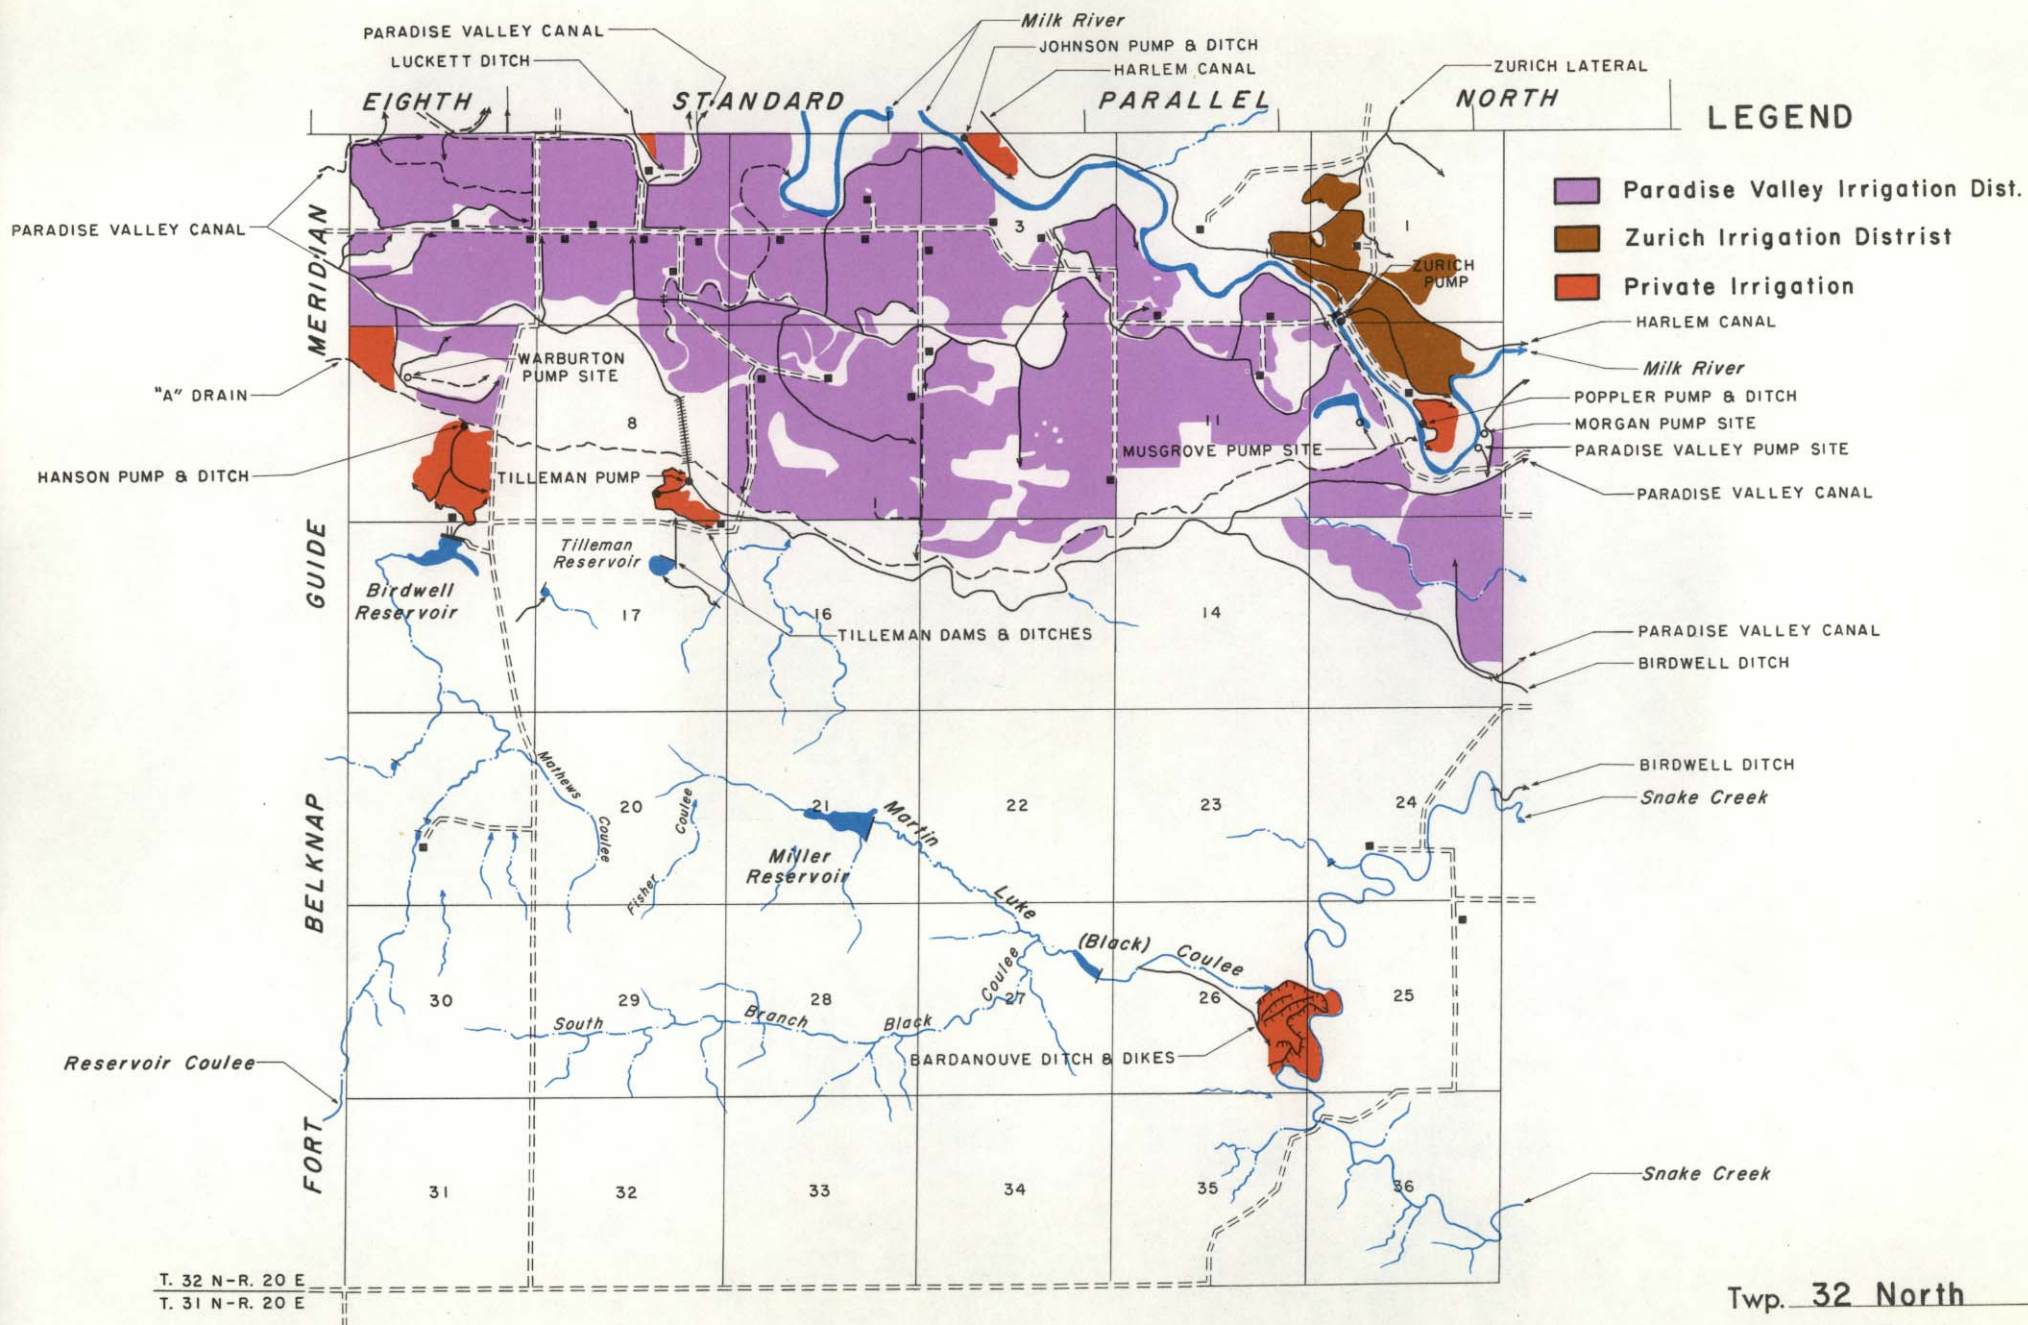 Milk River
PARADISE VALLEY CANAL
JOHNSON PUMP & DITCH
LUCKETT DITCH
HARLEM CANAL
ZURICH LATERAL
EIGHTH STANDARD PARALLEL NORTH
LEGEND
Paradise Valley Irrigation Dist.
Zurich Irrigation Distrist
Private Irrigation
PARADISE VALLEY CANAL
MERIDIAN
3
1
ZURICH
PUMP
HARLEM CANAL
WARBURTON
PUMP SITE
Milk River
"A" DRAIN
POPPLER PUMP & DITCH
8
11
MORGAN PUMP SITE
MUSGROVE PUMP SITE
PARADISE VALLEY PUMP SITE
HANSON PUMP & DITCH
TILLEMAN PUMP
PARADISE VALLEY CANAL
GUIDE
Tilleman
Reservoir
Birdwell
Reservoir
17
16
14
TILLEMAN DAMS & DITCHES
PARADISE VALLEY CANAL
BIRDWELL DITCH
Mathews
Coulee
BIRDWELL DITCH
Snake Creek
BELKNAP
20
Fisher
Coulee
21
22
23
24
Miller
Reservoir
Martin
Luke
(Black)
Coulee
30
29
28
27
26
25
South
Branch
Black
Coulee
BARDANOUVE DITCH & DIKES
Reservoir Coulee
FORT
31
32
33
34
35
36
Snake Creek
T. 32 N-R. 20 E
T. 31 N-R. 20 E
Twp. 32 North